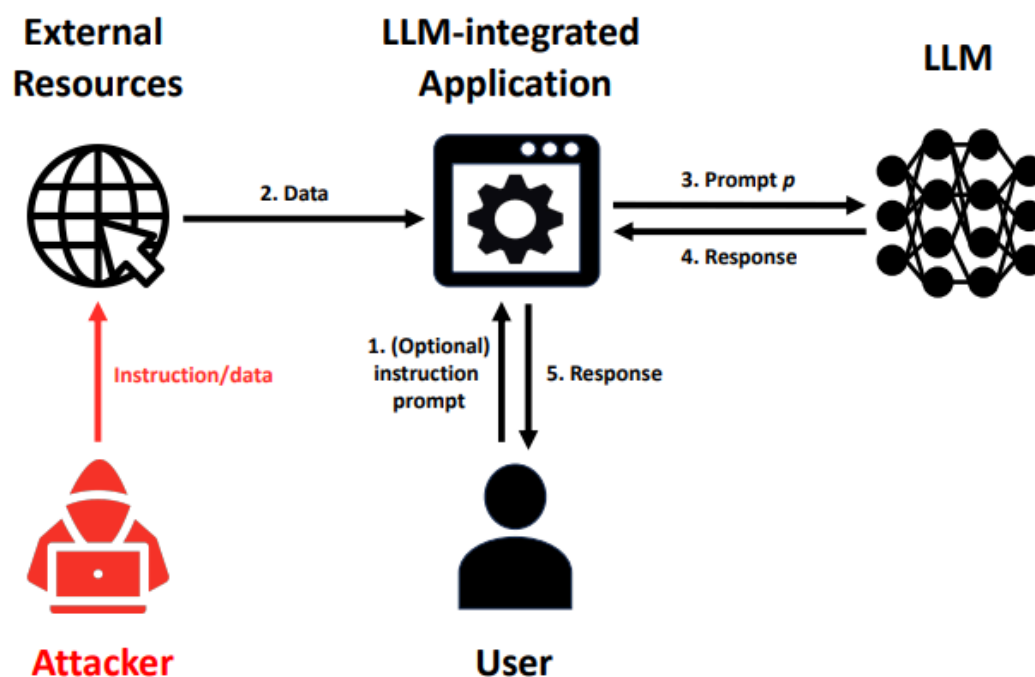 External
Resources
LLM-integrated
Application
LLM
2. Data
3. Prompt p
4. Response
1. (Optional)
instruction
prompt
5. Response
Instruction/data
Attacker
User